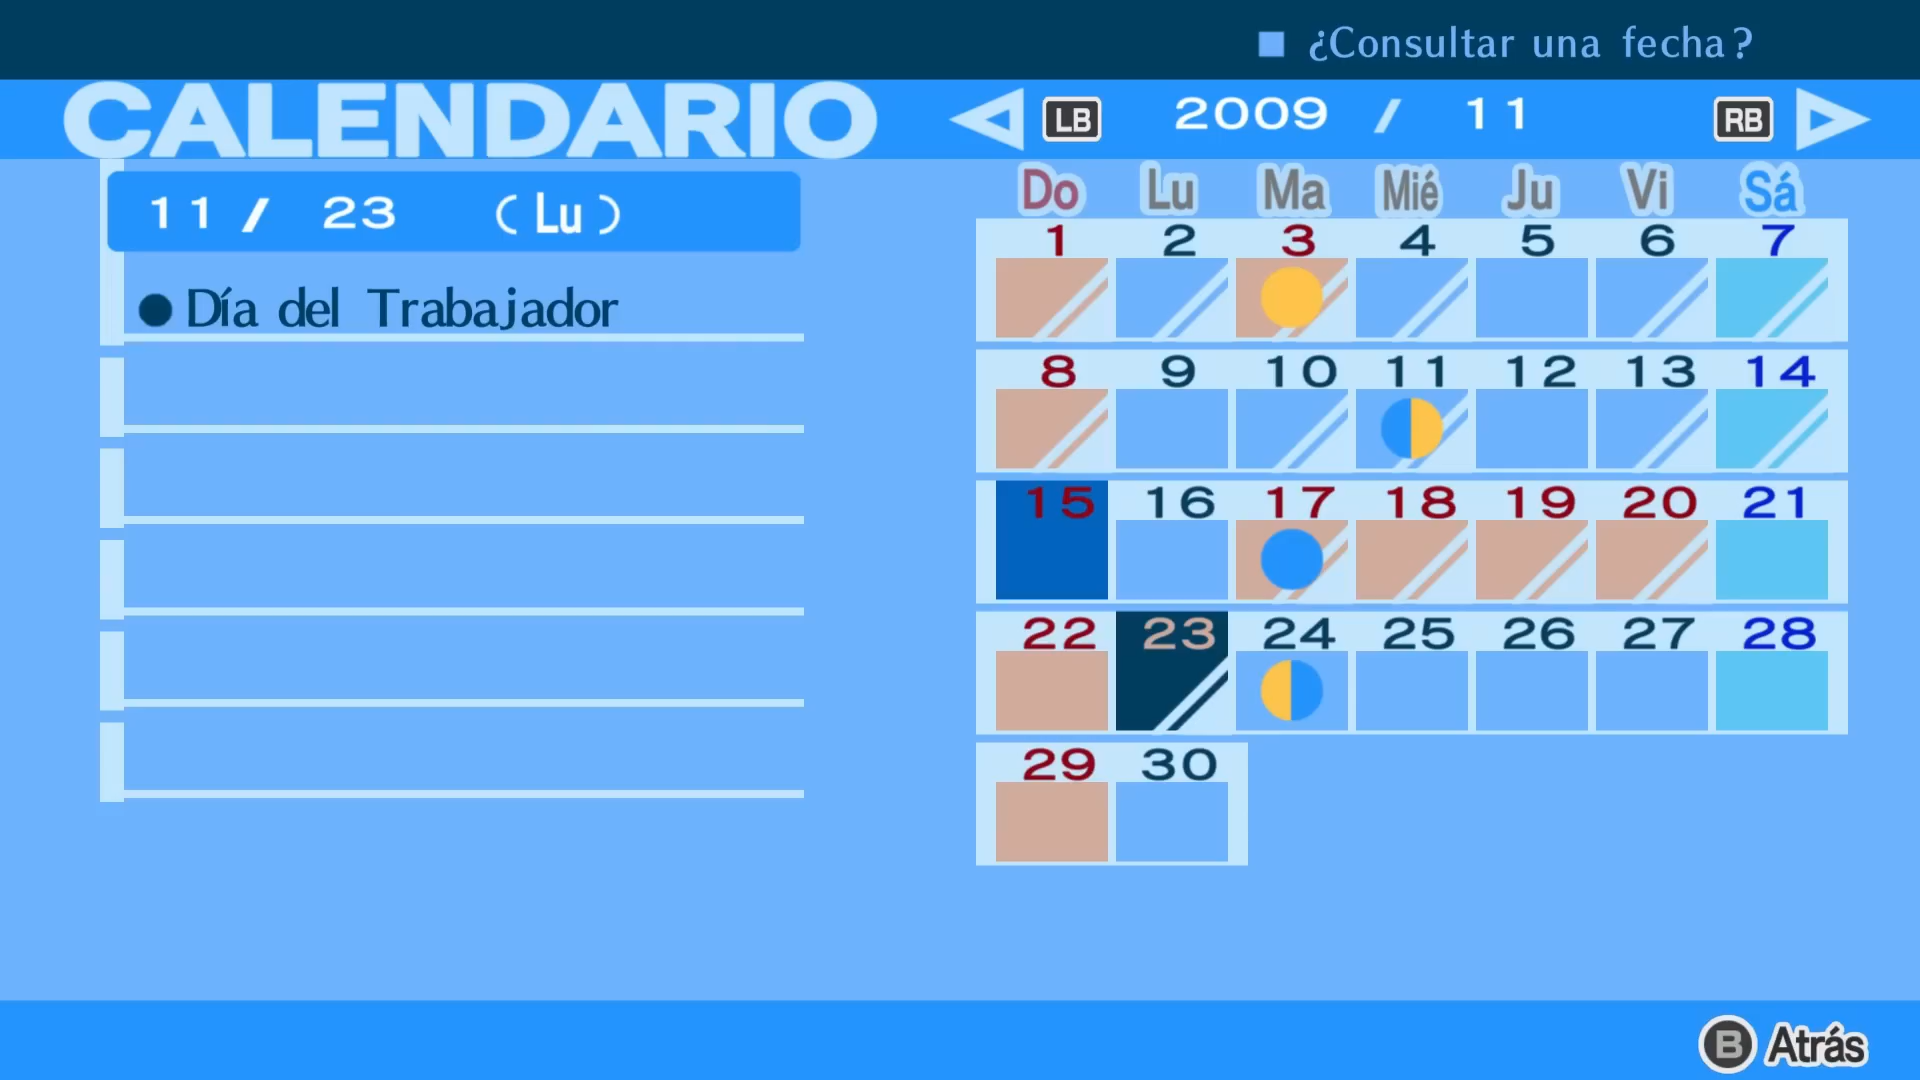 ¿Consultar una fecha?
CALENDARIO
LB 2009 / 11 RB
11 / 23 (Lu)
Día del Trabajador
Do Lu Ma Mié Ju Vi Sá
1 2 3 4 5 6 7
8 9 10 11 12 13 14
15 16 17 18 19 20 21
22 23 24 25 26 27 28
29 30
B Atrás